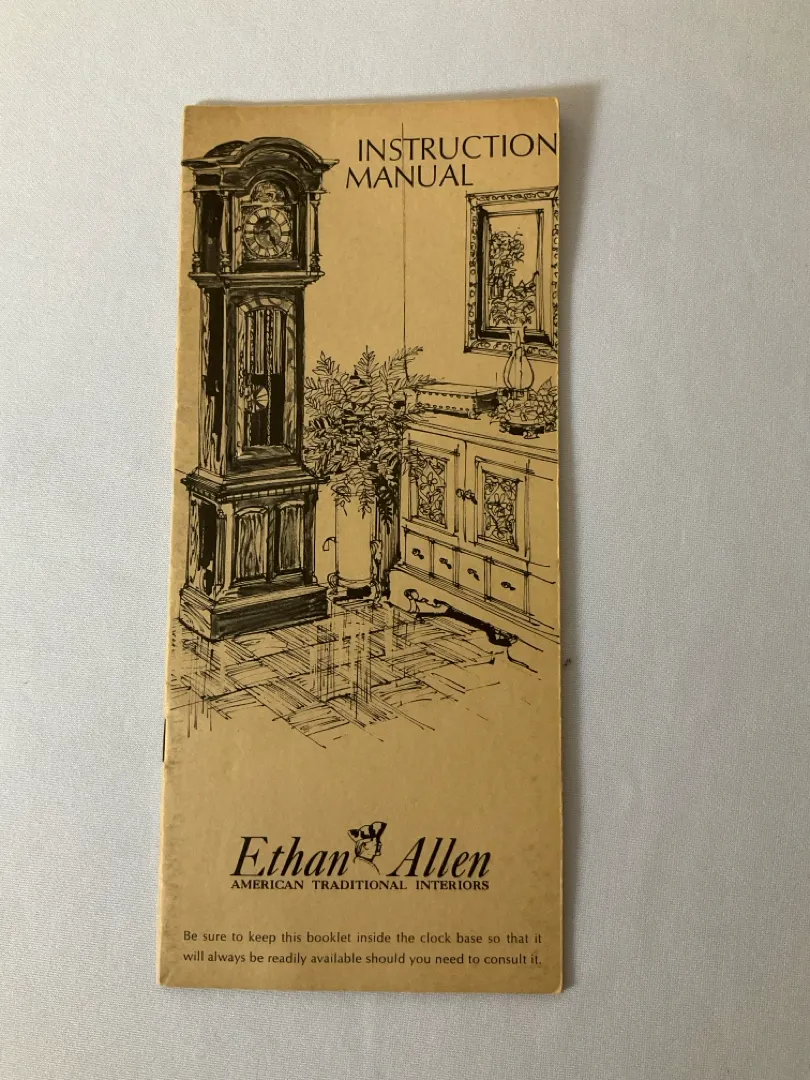 INSTRUCTION
MANUAL
Ethan Allen
AMERICAN TRADITIONAL INTERIORS
Be sure to keep this booklet inside the clock base so that it
will always be readily available should you need to consult it.